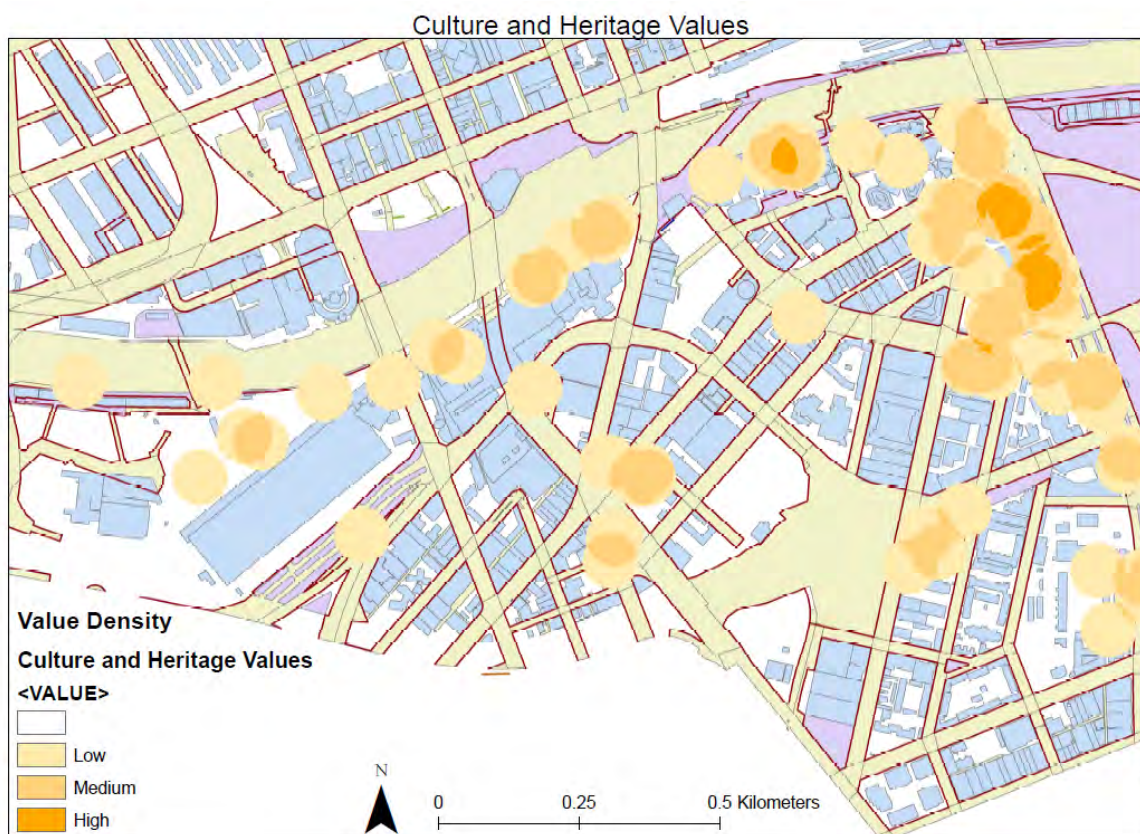 Culture and Heritage Values
Value Density
Culture and Heritage Values
<VALUE>
Low
Medium
High
N
0 0.25 0.5 Kilometers